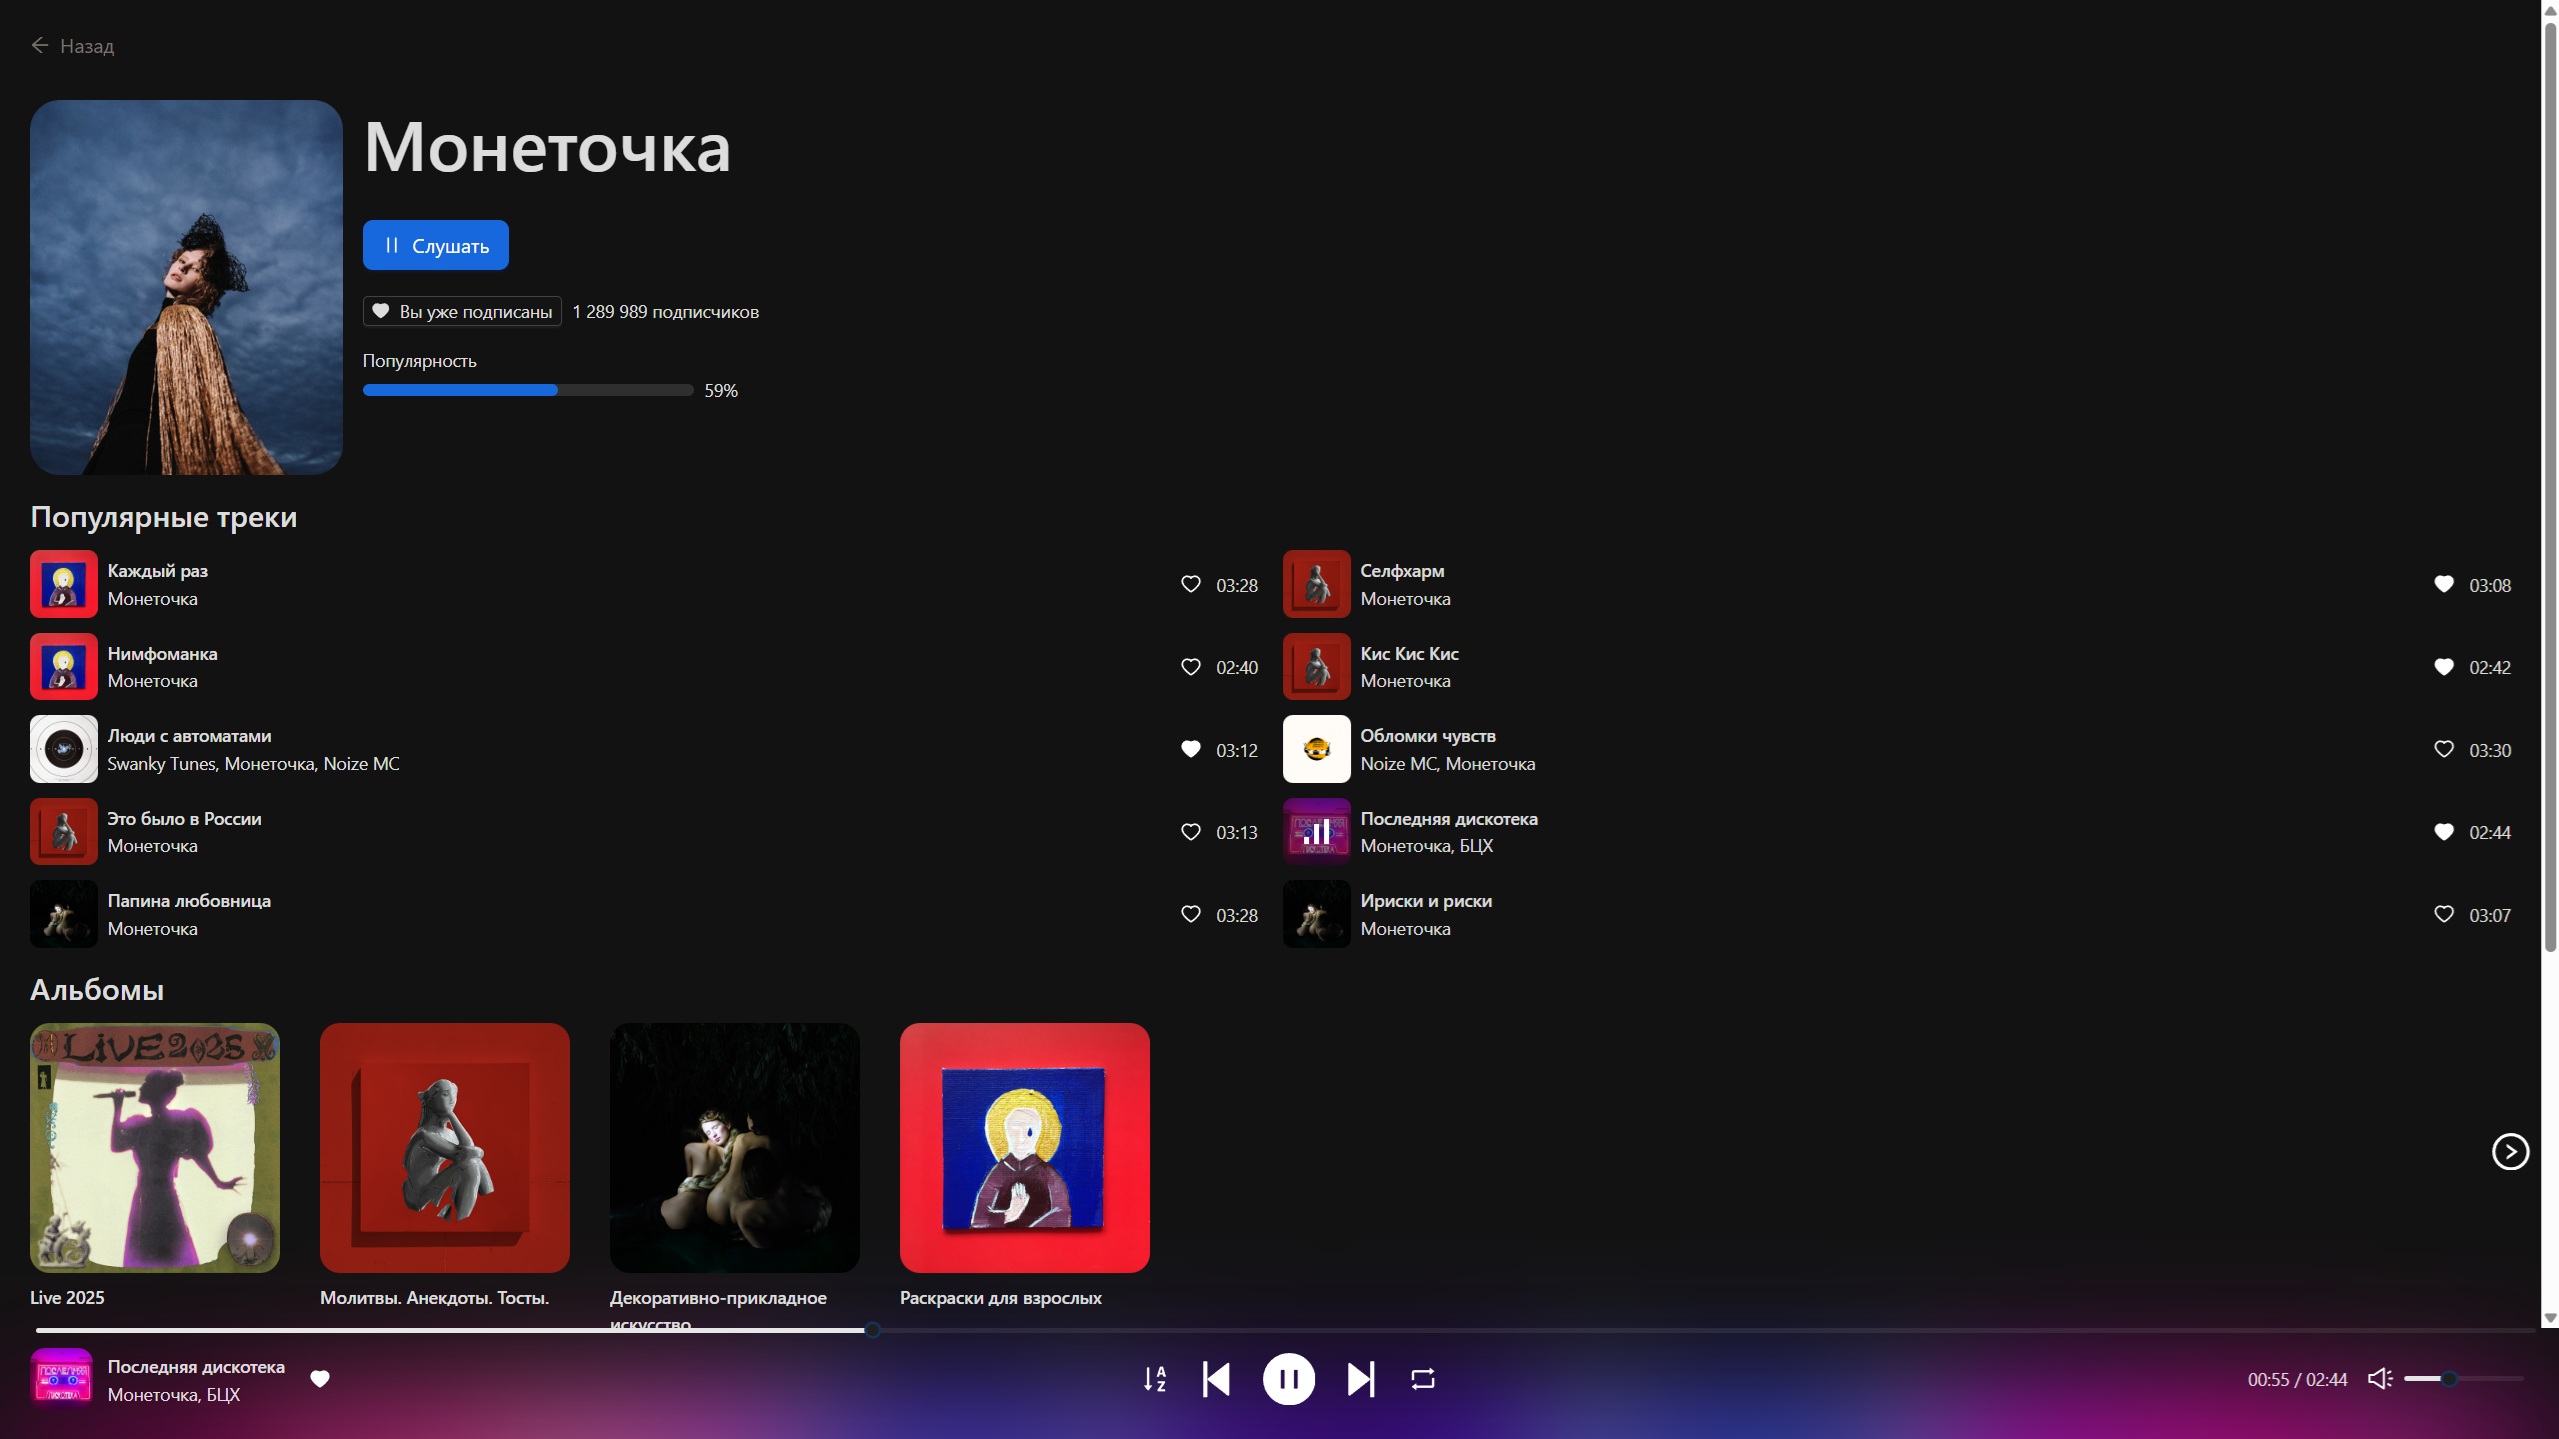 Назад
Монеточка
Слушать
Вы уже подписаны
1 289 989 подписчиков
Популярность
59%
Популярные треки
Каждый раз
Монеточка
03:28
Селфхарм
Монеточка
03:08
Нимфоманка
Монеточка
02:40
Кис Кис Кис
Монеточка
02:42
Люди с автоматами
Swanky Tunes, Монеточка, Noize MC
03:12
Обломки чувств
Noize MC, Монеточка
03:30
Это было в России
Монеточка
03:13
Последняя дискотека
Монеточка, БЦХ
02:44
Папина любовница
Монеточка
03:28
Ириски и риски
Монеточка
03:07
Альбомы
LIVE 2025
Live 2025
Молитвы. Анекдоты. Тосты.
Декоративно-прикладное
искусство
Раскраски для взрослых
Последняя дискотека
Монеточка, БЦХ
A
Z
00:55 / 02:44